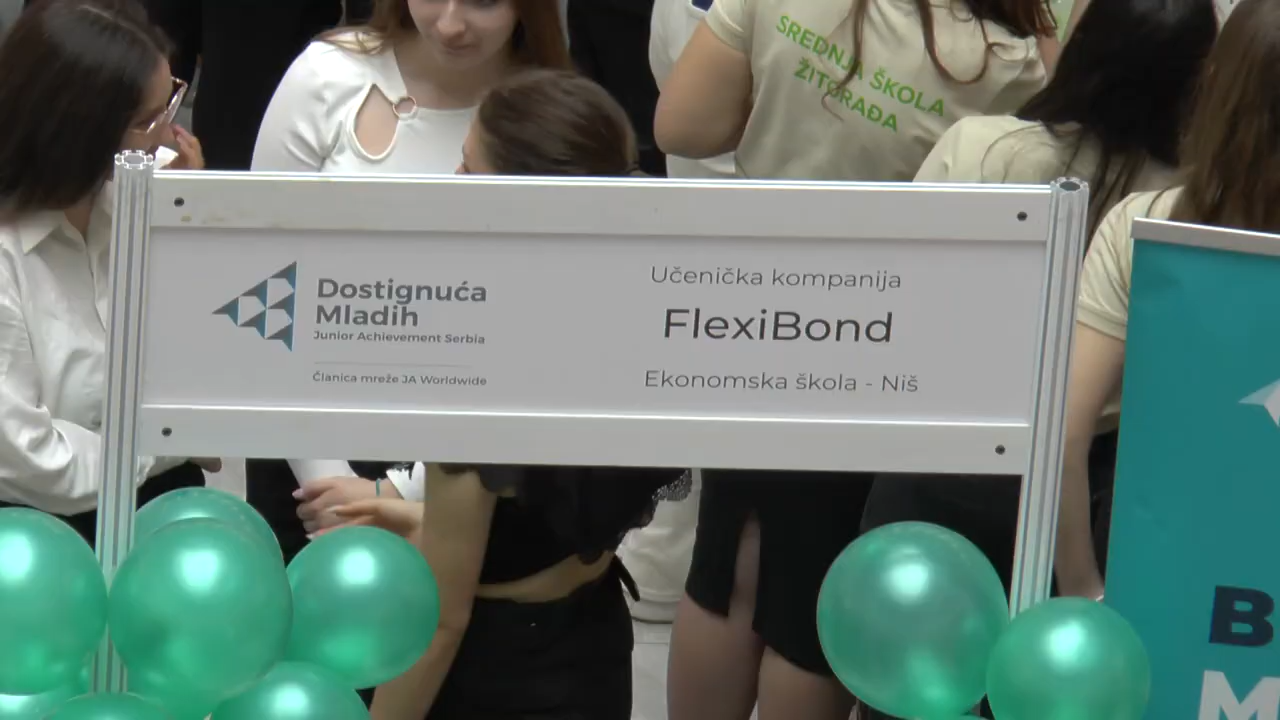 SREDNJA ŠKOLA
ŽITORAĐA
Dostignuća
Mladih
Junior Achievement Serbia
Članica mreže JA Worldwide
Učenička kompanija
FlexiBond
Ekonomska škola - Niš
B
M